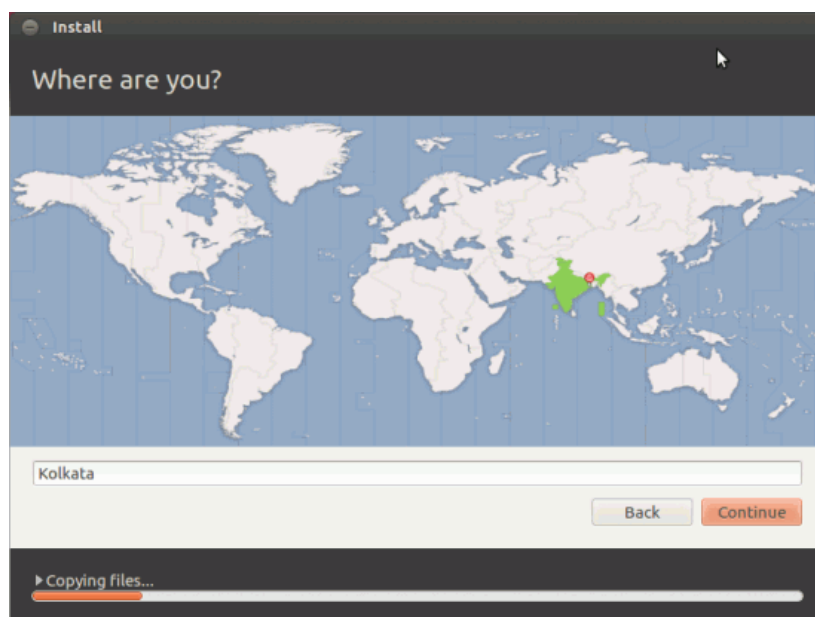 Install
Where are you?
Kolkata
Back
Continue
Copying files...